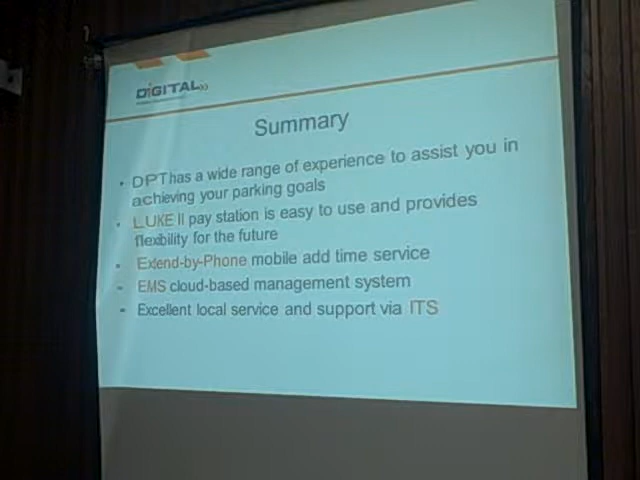 DIGITAL
Summary
• DPT has a wide range of experience to assist you in
achieving your parking goals
• LUKE II pay station is easy to use and provides
flexibility for the future
• Extend-by-Phone mobile add time service
• EMS cloud-based management system
• Excellent local service and support via ITS